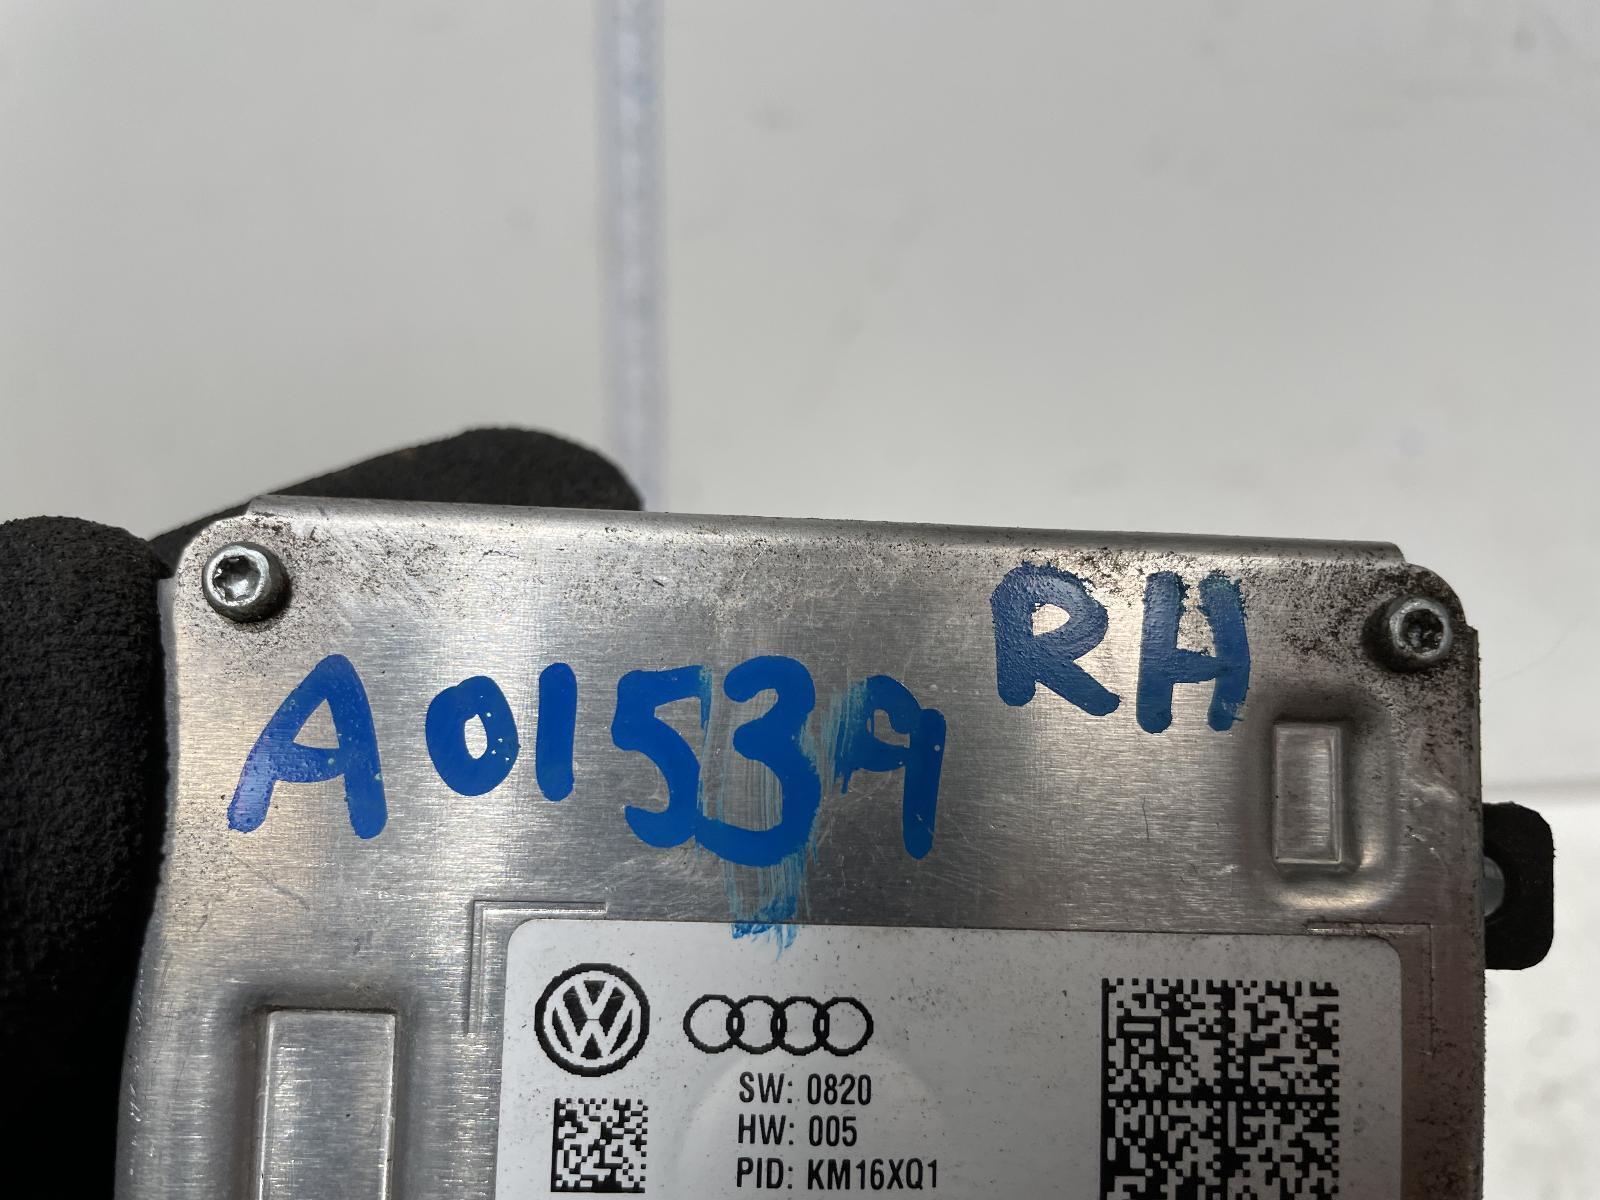 RH
A01539
SW: 0820
HW: 005
PID: KM16XQ1